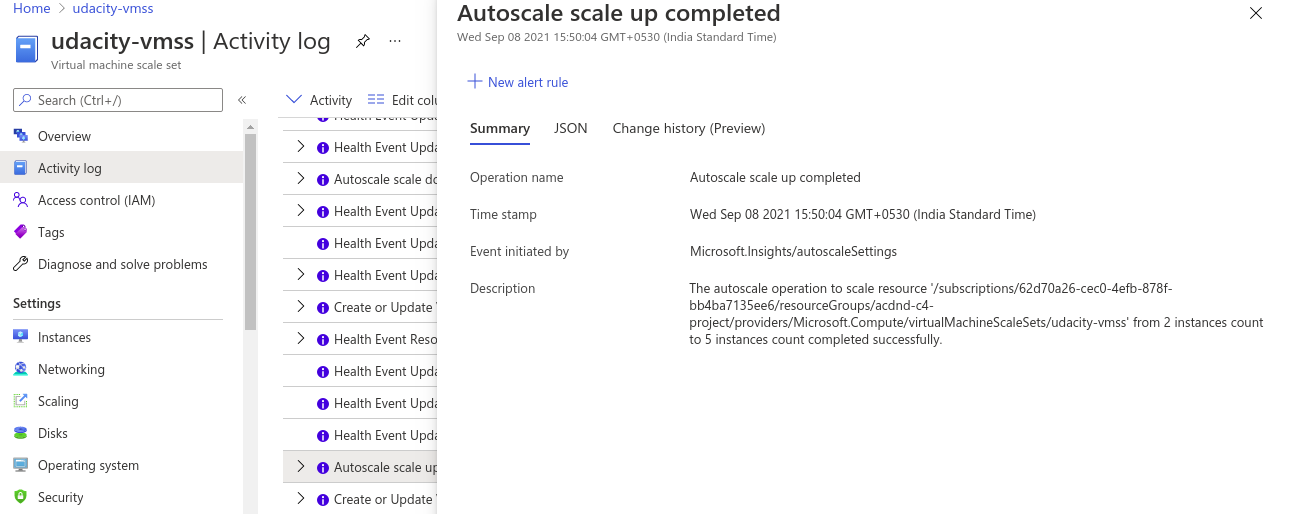 Home > udacity-vmss
udacity-vmss | Activity log
...
Virtual machine scale set
Search (Ctrl+/)
«
Overview
Activity log
Access control (IAM)
Tags
Diagnose and solve problems
Settings
Instances
Networking
Scaling
Disks
Operating system
Security
Activity
Edit colu
Health Event Upda
Health Event Upda
Autoscale scale do
Health Event Upda
Health Event Upda
Health Event Upda
Create or Update
Health Event Reso
Health Event Upda
Health Event Upda
Health Event Upda
Autoscale scale up
Create or Update
Autoscale scale up completed
Wed Sep 08 2021 15:50:04 GMT+0530 (India Standard Time)
New alert rule
Summary
JSON
Change history (Preview)
Operation name
Autoscale scale up completed
Time stamp
Wed Sep 08 2021 15:50:04 GMT+0530 (India Standard Time)
Event initiated by
Microsoft.Insights/autoscaleSettings
Description
The autoscale operation to scale resource '/subscriptions/62d70a26-cec0-4efb-878f-
bb4ba7135ee6/resourceGroups/acdnd-c4-
project/providers/Microsoft.Compute/virtualMachineScaleSets/udacity-vmss' from 2 instances count
to 5 instances count completed successfully.